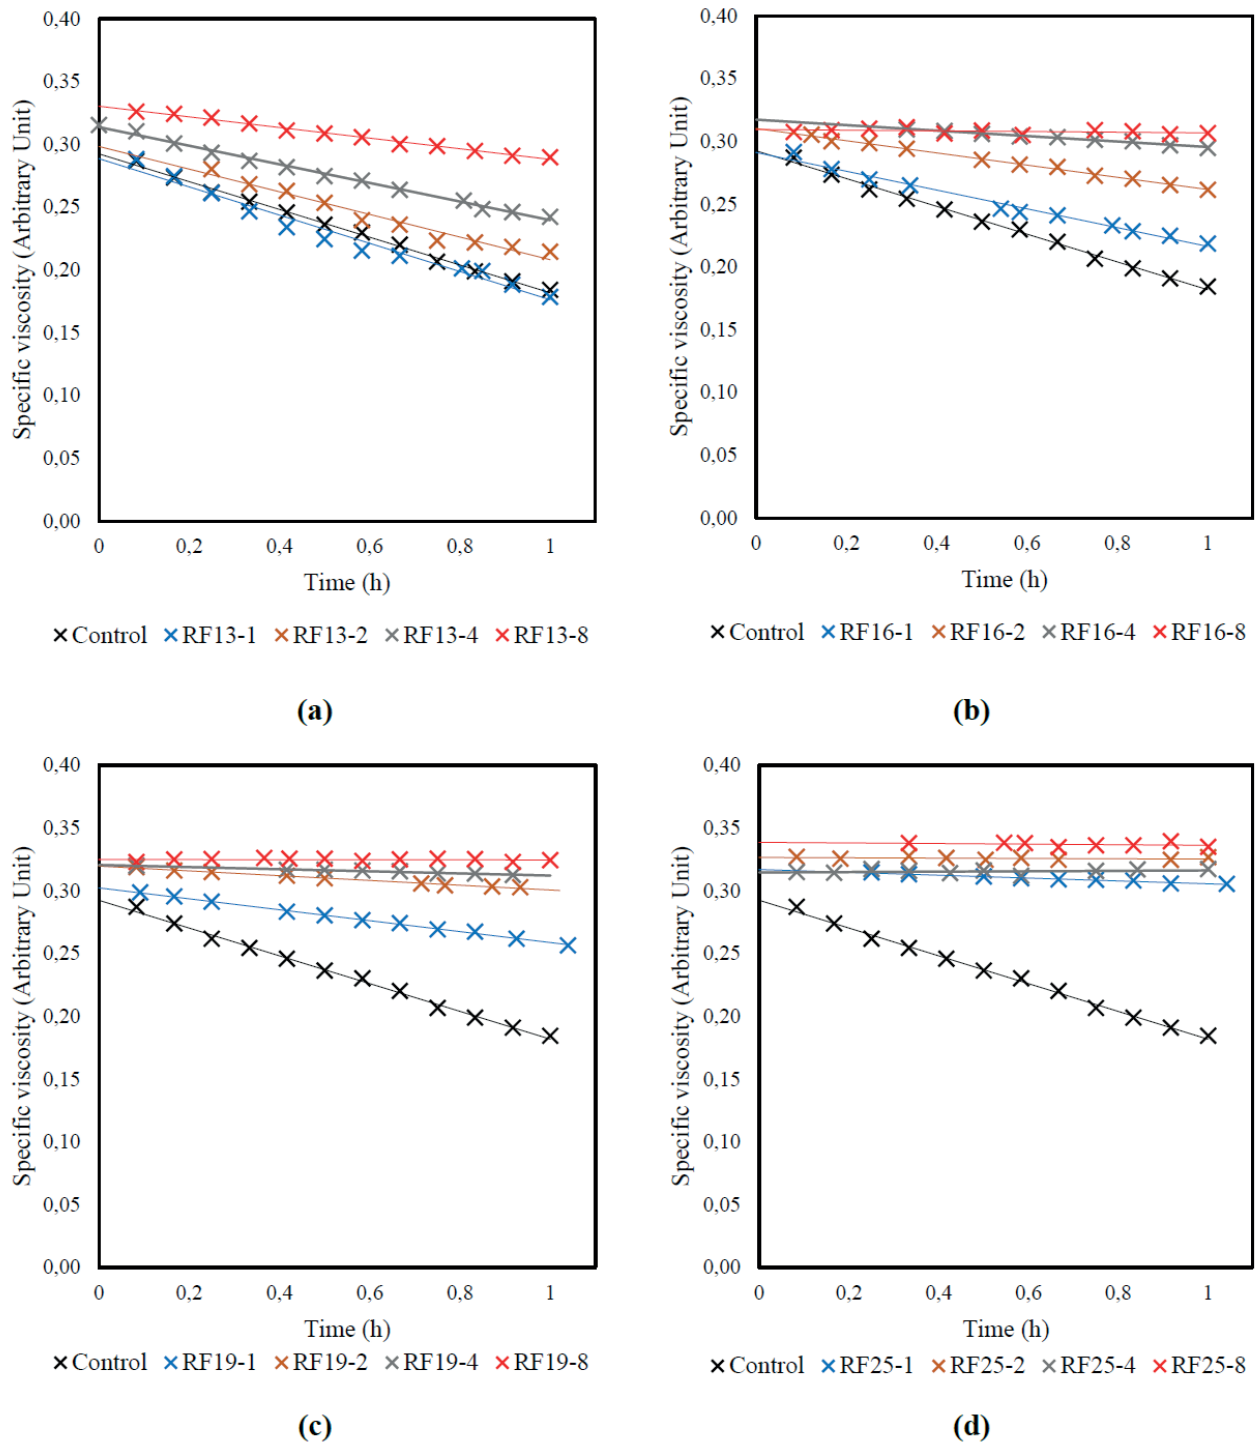 Specific viscosity (Arbitrary Unit)
0,40
0,35
0,30
0,25
0,20
0,15
0,10
0,05
0,00
0 0,2 0,4 0,6 0,8 1
Time (h)
Control RF13-1 RF13-2 RF13-4 RF13-8
(a)
Specific viscosity (Arbitrary Unit)
0,40
0,35
0,30
0,25
0,20
0,15
0,10
0,05
0,00
0 0,2 0,4 0,6 0,8 1
Time (h)
Control RF16-1 RF16-2 RF16-4 RF16-8
(b)
Specific viscosity (Arbitrary Unit)
0,40
0,35
0,30
0,25
0,20
0,15
0,10
0,05
0,00
0 0,2 0,4 0,6 0,8 1
Time (h)
Control RF19-1 RF19-2 RF19-4 RF19-8
(c)
Specific viscosity (Arbitrary Unit)
0,40
0,35
0,30
0,25
0,20
0,15
0,10
0,05
0,00
0 0,2 0,4 0,6 0,8 1
Time (h)
Control RF25-1 RF25-2 RF25-4 RF25-8
(d)